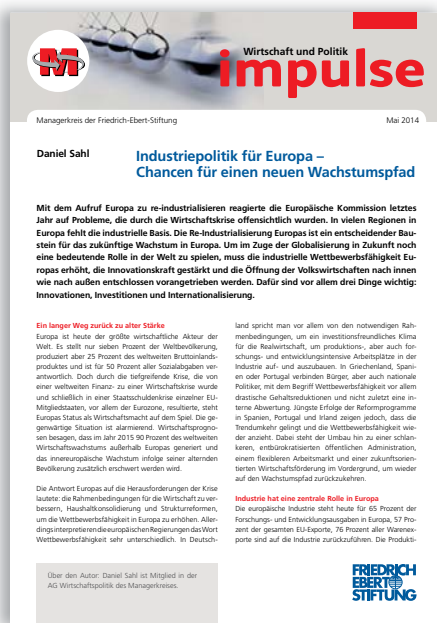 Wirtschaft und Politik
impulse
Managerkreis der Friedrich-Ebert-Stiftung
Mai 2014
Daniel Sahl
Industriepolitik für Europa –
Chancen für einen neuen Wachstumspfad
Mit dem Aufruf Europa zu re-industrialisieren reagierte die Europäische Kommission letztes
Jahr auf Probleme, die durch die Wirtschaftskrise offensichtlich wurden. In vielen Regionen in
Europa fehlt die industrielle Basis. Die Re-Industrialisierung Europas ist ein entscheidender Bau-
stein für das zukünftige Wachstum in Europa. Um im Zuge der Globalisierung in Zukunft noch
eine bedeutende Rolle in der Welt zu spielen, muss die industrielle Wettbewerbsfähigkeit Eu-
ropas erhöht, die Innovationskraft gestärkt und die Öffnung der Volkswirtschaften nach innen
wie nach außen entschlossen vorangetrieben werden. Dafür sind vor allem drei Dinge wichtig:
Innovationen, Investitionen und Internationalisierung.
Ein langer Weg zurück zu alter Stärke
Europa ist heute der größte wirtschaftliche Akteur der
Welt. Es stellt nur sieben Prozent der Weltbevölkerung,
produziert aber 25 Prozent des weltweiten Bruttoinlands-
produktes und ist für 50 Prozent aller Sozialabgaben ver-
antwortlich. Doch durch die tiefgreifende Krise, die von
einer weltweiten Finanz- zu einer Wirtschaftskrise wurde
und schließlich in einer Staatsschuldenkrise einzelner EU-
Mitgliedstaaten, vor allem der Eurozone, resultierte, steht
Europas Status als Wirtschaftsmacht auf dem Spiel. Die ge-
genwärtige Situation ist alarmierend. Wirtschaftsprogno-
sen besagen, dass im Jahr 2015 90 Prozent des weltweiten
Wirtschaftswachstums außerhalb Europas generiert und
das innereuropäische Wachstum infolge seiner alternden
Bevölkerung zusätzlich erschwert werden wird.
Die Antwort Europas auf die Herausforderungen der Krise
lautete: die Rahmenbedingungen für die Wirtschaft zu ver-
bessern, Haushaltkonsolidierung und Strukturreformen,
um die Wettbewerbsfähigkeit in Europa zu erhöhen. Aller-
dings interpretieren die europäischen Regierungen das Wort
Wettbewerbsfähigkeit sehr unterschiedlich. In Deutsch-
land spricht man vor allem von den notwendigen Rah-
menbedingungen, um ein investitionsfreundliches Klima
für die Realwirtschaft, um produktions-, aber auch for-
schungs- und entwicklungsintensive Arbeitsplätze in der
Industrie auf- und auszubauen. In Griechenland, Spani-
en oder Portugal verbinden Bürger, aber auch nationale
Politiker, mit dem Begriff Wettbewerbsfähigkeit vor allem
drastische Gehaltsreduktionen und nicht zuletzt eine in-
terne Abwertung. Jüngste Erfolge der Reformprogramme
in Spanien, Portugal und Irland zeigen jedoch, dass die
Trendumkehr gelingt und die Wettbewerbsfähigkeit wie-
der anzieht. Dabei steht der Umbau hin zu einer schlan-
keren, entbürokratisierten öffentlichen Administration,
einem flexibleren Arbeitsmarkt und einer zukunftsorien-
tierten Wirtschaftsförderung im Vordergrund, um wieder
auf den Wachstumspfad zurückzukehren.
Industrie hat eine zentrale Rolle in Europa
Die europäische Industrie steht heute für 65 Prozent der
Forschungs- und Entwicklungsausgaben in Europa, 57 Pro-
zent der gesamten EU-Exporte, 76 Prozent aller Warenex-
porte sind auf die Industrie zurückzuführen. Die Produkti-
Über den Autor: Daniel Sahl ist Mitglied in der
AG Wirtschaftspolitik des Managerkreises.
FRIEDRICH
EBERT
STIFTUNG